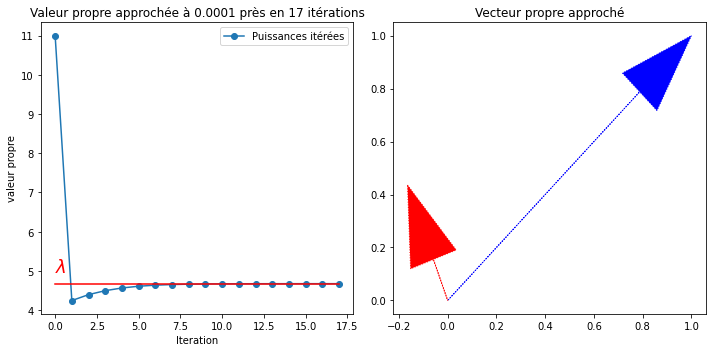 Valeur propre approchée à 0.0001 près en 17 itérations
Puissances itérées
valeur propre
11
10
9
8
7
6
5
4
λ
0.0 2.5 5.0 7.5 10.0 12.5 15.0 17.5
Iteration
Vecteur propre approché
1.0
0.8
0.6
0.4
0.2
0.0
−0.2 0.0 0.2 0.4 0.6 0.8 1.0